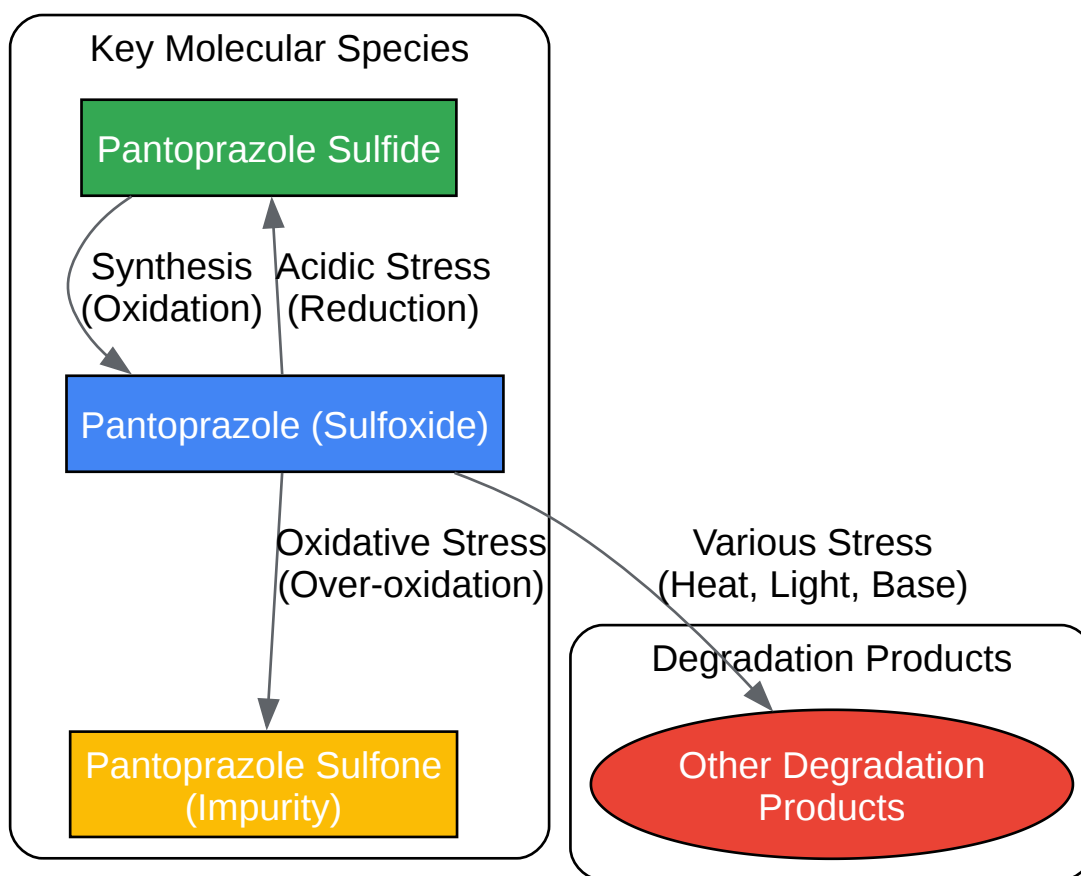 Key Molecular Species
Pantoprazole Sulfide
Synthesis
(Oxidation)
Acidic Stress
(Reduction)
Pantoprazole (Sulfoxide)
Oxidative Stress
(Over-oxidation)
Various Stress
(Heat, Light, Base)
Degradation Products
Pantoprazole Sulfone
(Impurity)
Other Degradation
Products